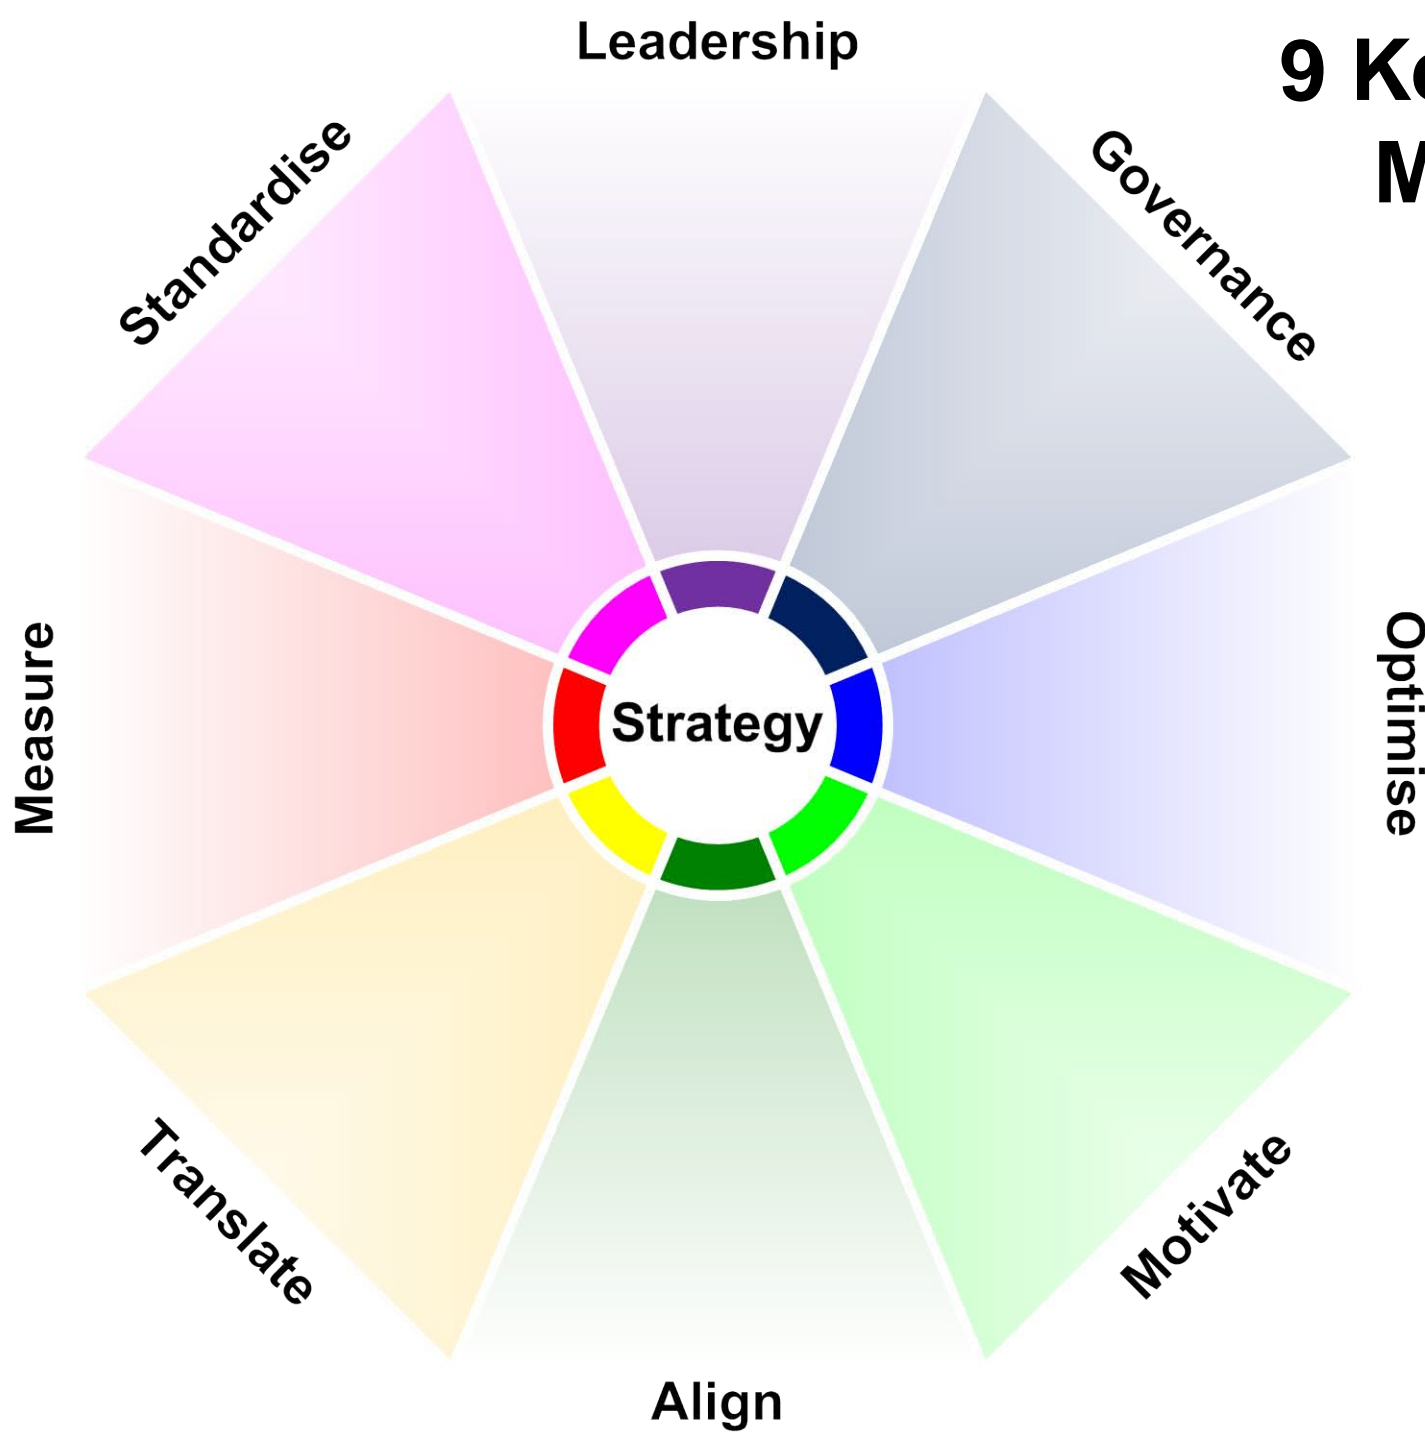 Leadership
9 K
M
Standardise
Governance
Measure
Strategy
Optimise
Translate
Motivate
Align